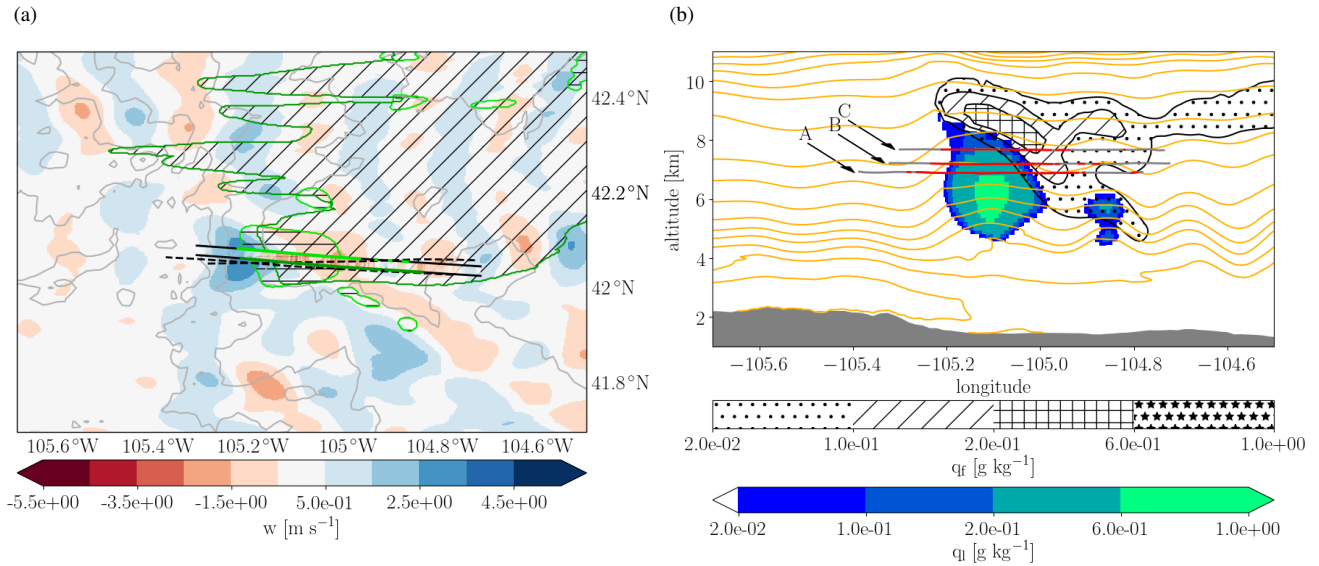 (a)
42.4°N
42.2°N
42°N
41.8°N
105.6°W 105.4°W 105.2°W 105°W 104.8°W 104.6°W
-5.5e+00 -3.5e+00 -1.5e+00 5.0e-01 2.5e+00 4.5e+00
w [m s⁻¹]
(b)
10
8
6
4
2
altitude [km]
A
B
C
−105.6 −105.4 −105.2 −105.0 −104.8 −104.6
longitude
2.0e-02 1.0e-01 2.0e-01 6.0e-01 1.0e+00
q_f [g kg⁻¹]
2.0e-02 1.0e-01 2.0e-01 6.0e-01 1.0e+00
q_l [g kg⁻¹]